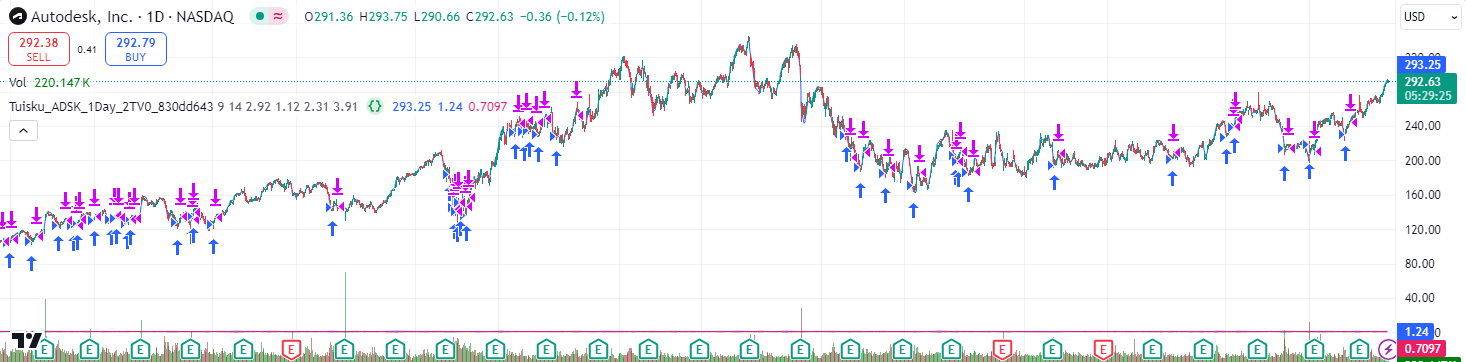 Autodesk, Inc. · 1D · NASDAQ O291.36 H293.75 L290.66 C292.63 −0.36 (−0.12%)
USD
292.38 0.41 292.79
SELL BUY
Vol 220.147 K
Tuisku_ADSK_1Day_2TV0_830dd643 9 14 2.92 1.12 2.31 3.91 {} 293.25 1.24 0.7097
293.25
292.63
05:29:25
240.00
200.00
160.00
120.00
80.00
40.00
1.24
0.7097
E E E E E E E E E E E E E E E E E E E E E E E E E E